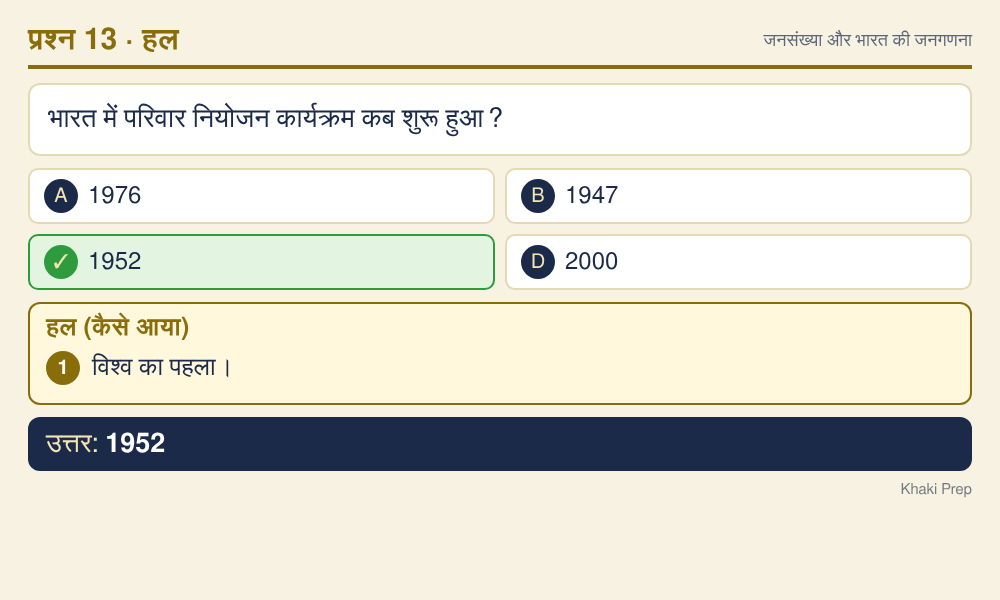 प्रश्न 13 · हल
जनसंख्या और भारत की जनगणना
भारत में परिवार नियोजन कार्यक्रम कब शुरू हुआ ?
A 1976
B 1947
✓ 1952
D 2000
हल (कैसे आया)
1 विश्व का पहला।
उत्तर: 1952
Khaki Prep